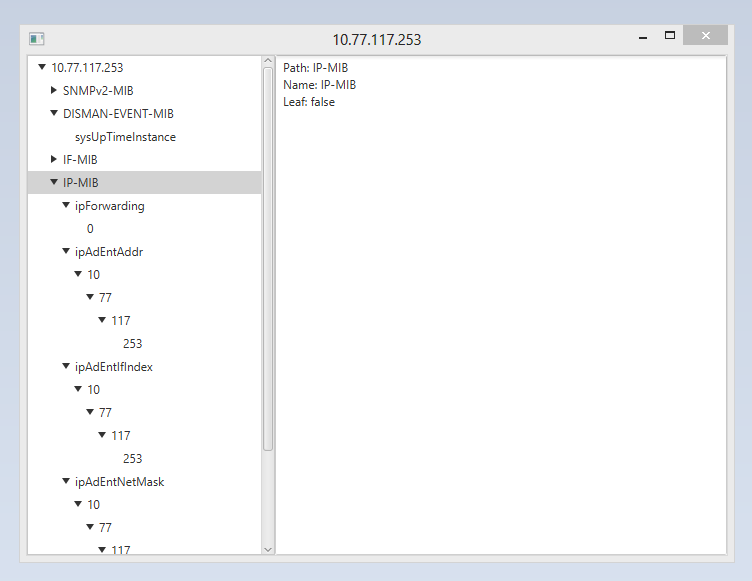 10.77.117.253
10.77.117.253
SNMPv2-MIB
DISMAN-EVENT-MIB
sysUpTimeInstance
IF-MIB
IP-MIB
ipForwarding
0
ipAdEntAddr
10
77
117
253
ipAdEntIfIndex
10
77
117
253
ipAdEntNetMask
10
77
117
Path: IP-MIB
Name: IP-MIB
Leaf: false